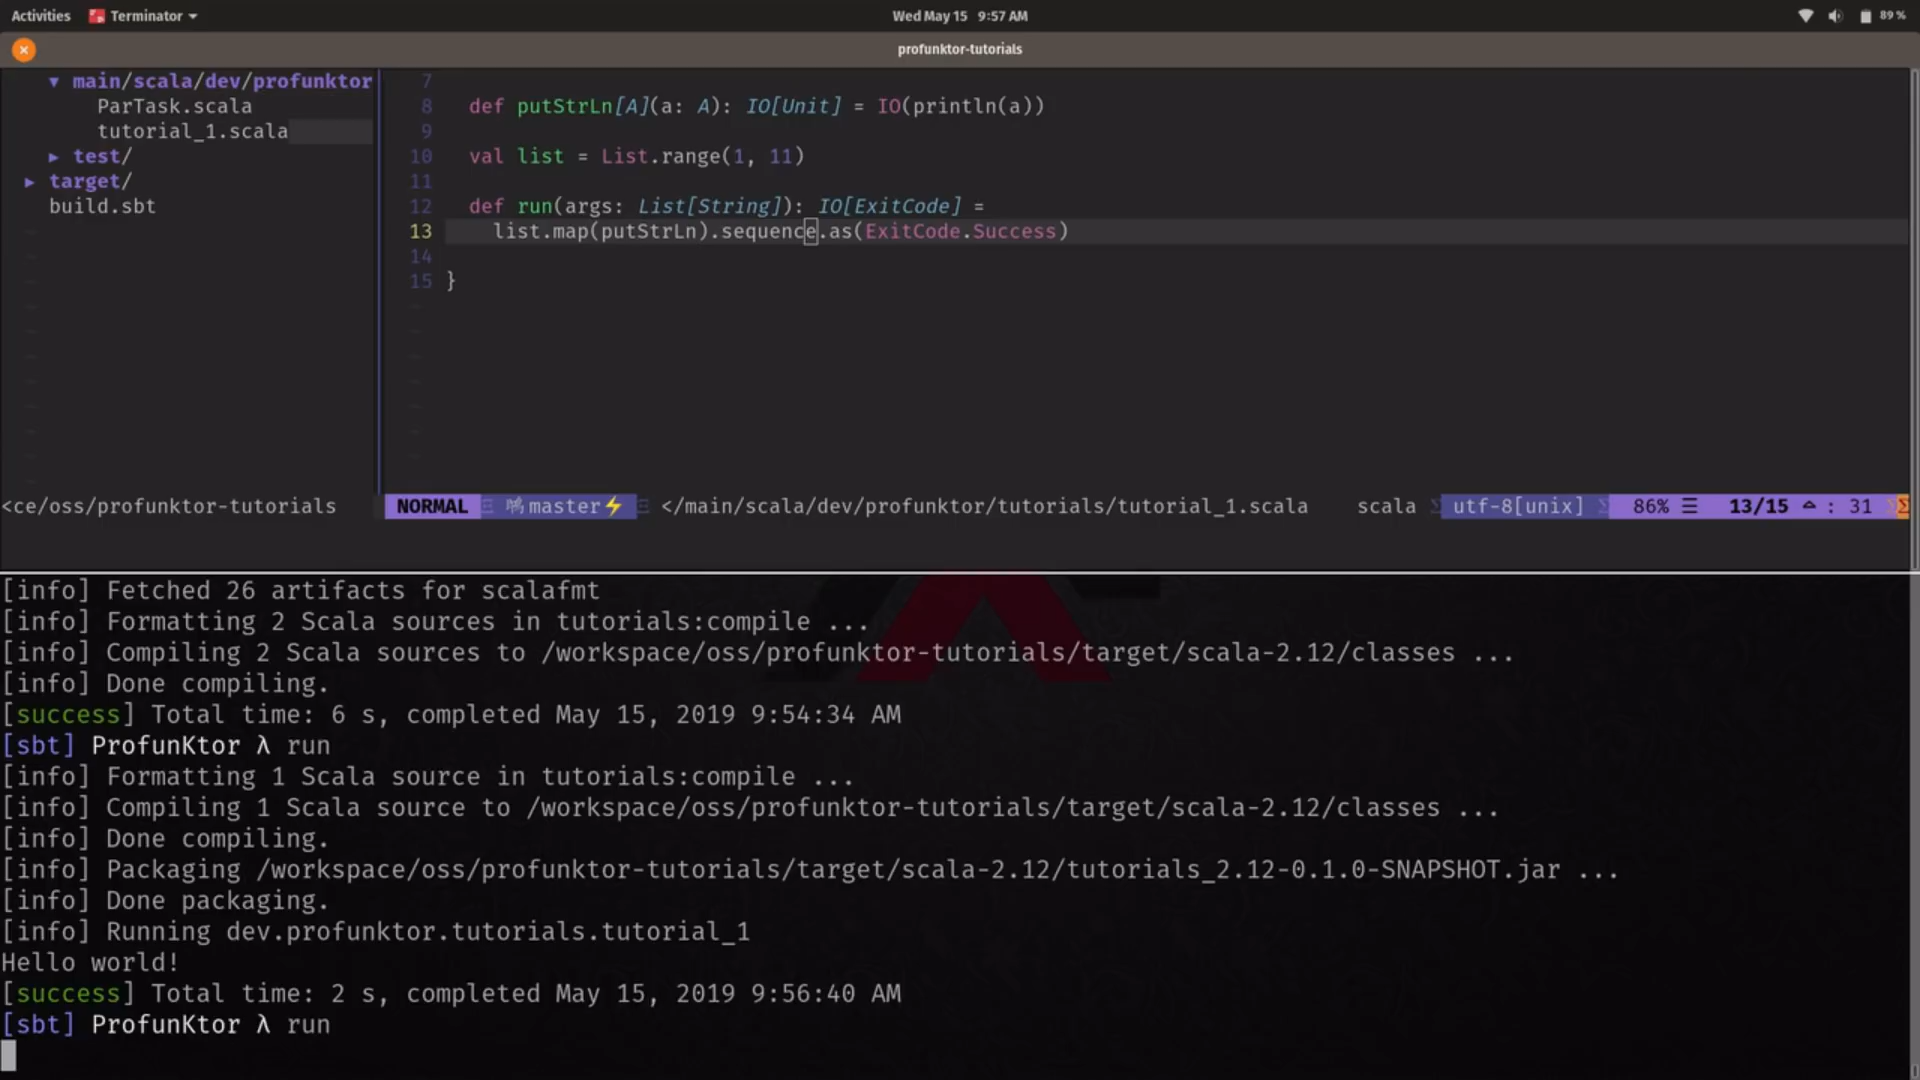 Activities Terminator Wed May 15 9:57 AM 89 %
profunktor-tutorials
▼ main/scala/dev/profunktor
ParTask.scala
tutorial_1.scala
▶ test/
▶ target/
build.sbt
7
8 def putStrLn[A](a: A): IO[Unit] = IO(println(a))
9
10 val list = List.range(1, 11)
11
12 def run(args: List[String]): IO[ExitCode] =
13 list.map(putStrLn).sequence.as(ExitCode.Success)
14
15 }
<ce/oss/profunktor-tutorials NORMAL master⚡ </main/scala/dev/profunktor/tutorials/tutorial_1.scala scala utf-8[unix] 86% ☰ 13/15 : 31
[info] Fetched 26 artifacts for scalafmt
[info] Formatting 2 Scala sources in tutorials:compile ...
[info] Compiling 2 Scala sources to /workspace/oss/profunktor-tutorials/target/scala-2.12/classes ...
[info] Done compiling.
[success] Total time: 6 s, completed May 15, 2019 9:54:34 AM
[sbt] ProfunKtor λ run
[info] Formatting 1 Scala source in tutorials:compile ...
[info] Compiling 1 Scala source to /workspace/oss/profunktor-tutorials/target/scala-2.12/classes ...
[info] Done compiling.
[info] Packaging /workspace/oss/profunktor-tutorials/target/scala-2.12/tutorials_2.12-0.1.0-SNAPSHOT.jar ...
[info] Done packaging.
[info] Running dev.profunktor.tutorials.tutorial_1
Hello world!
[success] Total time: 2 s, completed May 15, 2019 9:56:40 AM
[sbt] ProfunKtor λ run